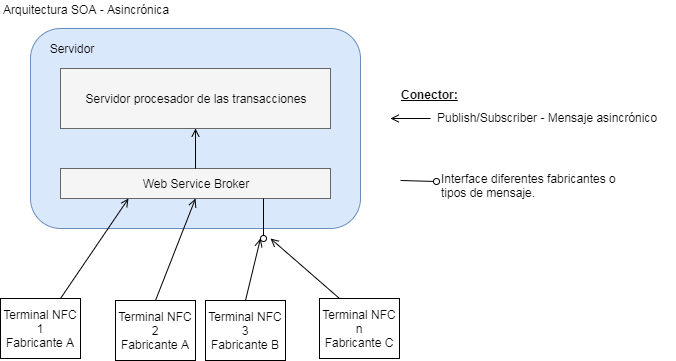 Arquitectura SOA - Asincrónica
Servidor
Servidor procesador de las transacciones
Web Service Broker
Conector:
Publish/Subscriber - Mensaje asincrónico
Interface diferentes fabricantes o
tipos de mensaje.
Terminal NFC
1
Fabricante A
Terminal NFC
2
Fabricante A
Terminal NFC
3
Fabricante B
Terminal NFC
n
Fabricante C